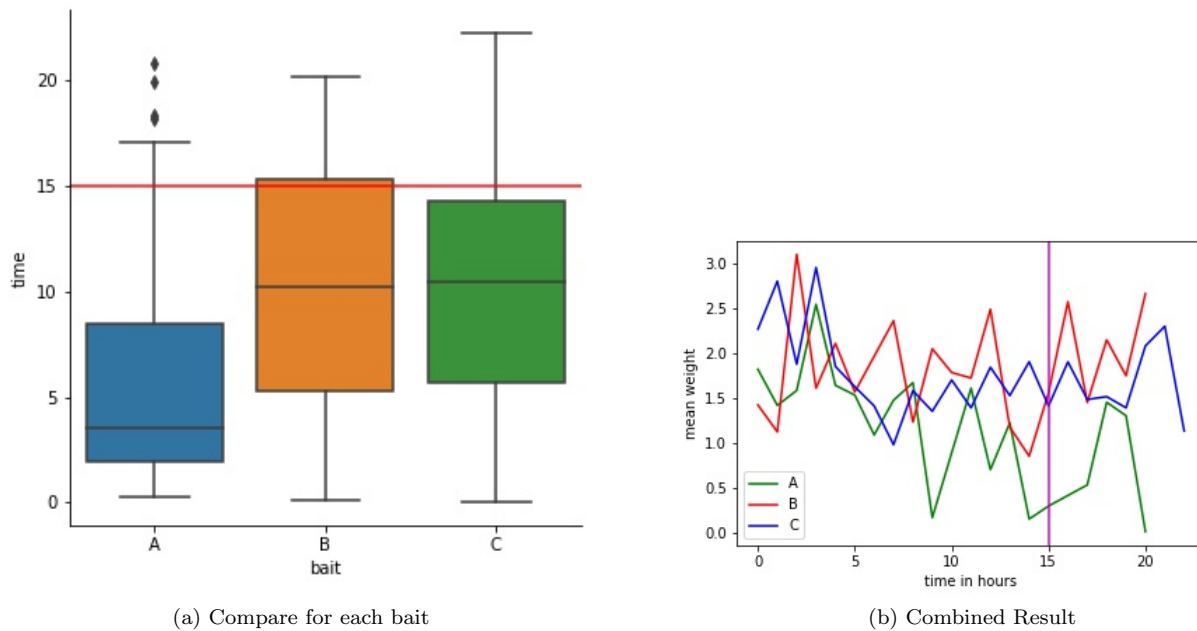 time
20
15
10
5
0
A B C
bait
(a) Compare for each bait
mean weight
3.0
2.5
2.0
1.5
1.0
0.5
0.0
A
B
C
0 5 10 15 20
time in hours
(b) Combined Result